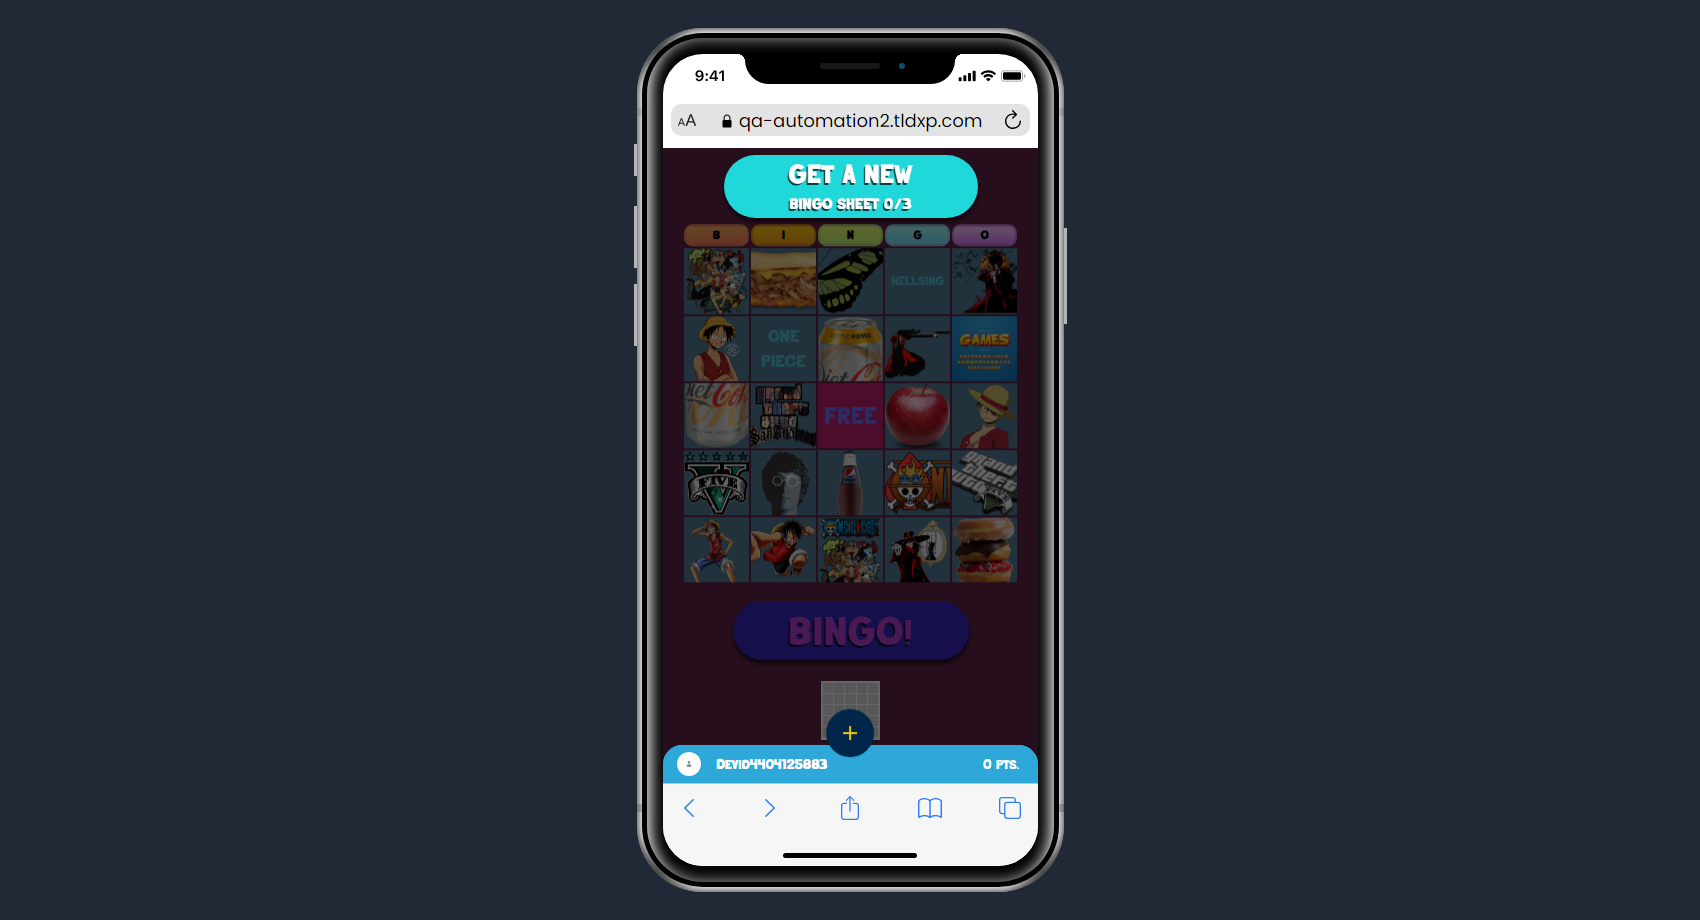 9:41
AA qa-automation2.tldxp.com
GET A NEW
BINGO SHEET 0/3
B I N G O
HELLSING
ONE
PIECE
GAMES
FREE
FIVE
BINGO!
+
Devid4404125883 0 PTS.